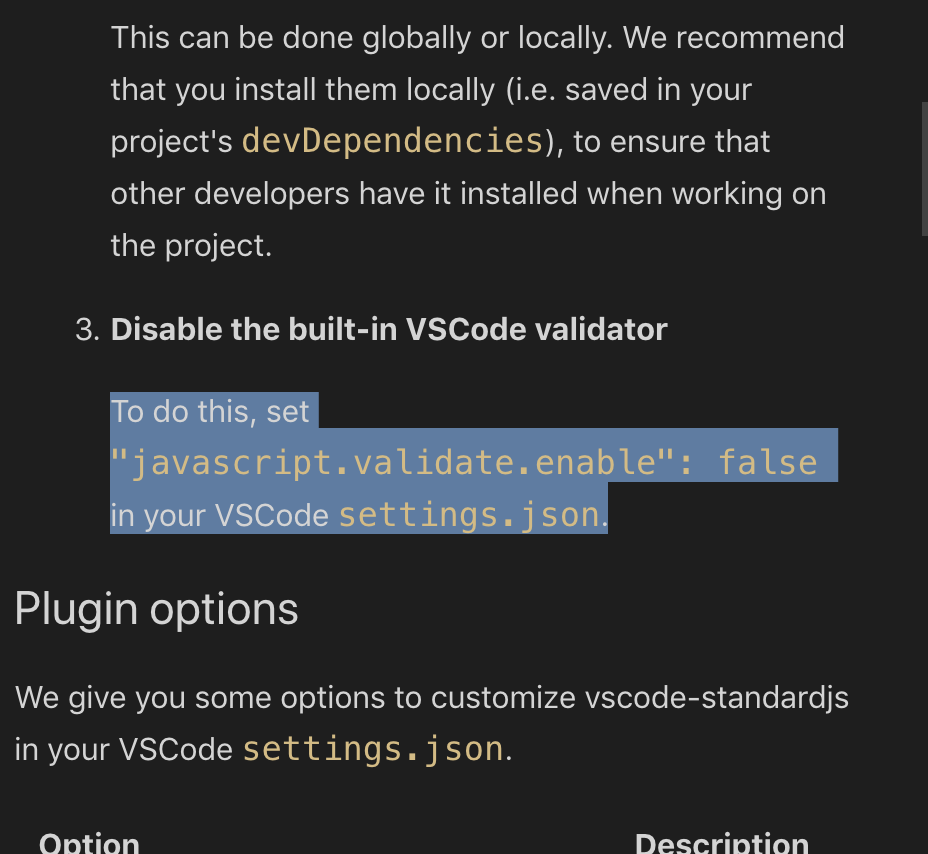 This can be done globally or locally. We recommend
that you install them locally (i.e. saved in your
project's devDependencies), to ensure that
other developers have it installed when working on
the project.
3. Disable the built-in VSCode validator
To do this, set
"javascript.validate.enable": false
in your VSCode settings.json.
Plugin options
We give you some options to customize vscode-standardjs
in your VSCode settings.json.
Option Description